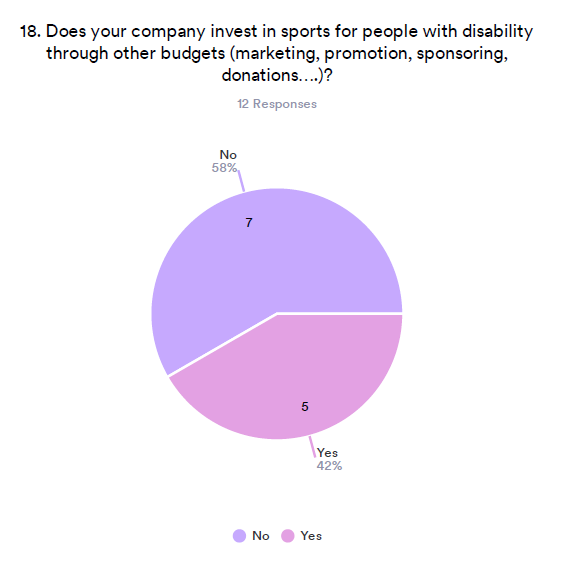 18. Does your company invest in sports for people with disability
through other budgets (marketing, promotion, sponsoring,
donations....)?
12 Responses
No
58%
7
5
Yes
42%
No Yes